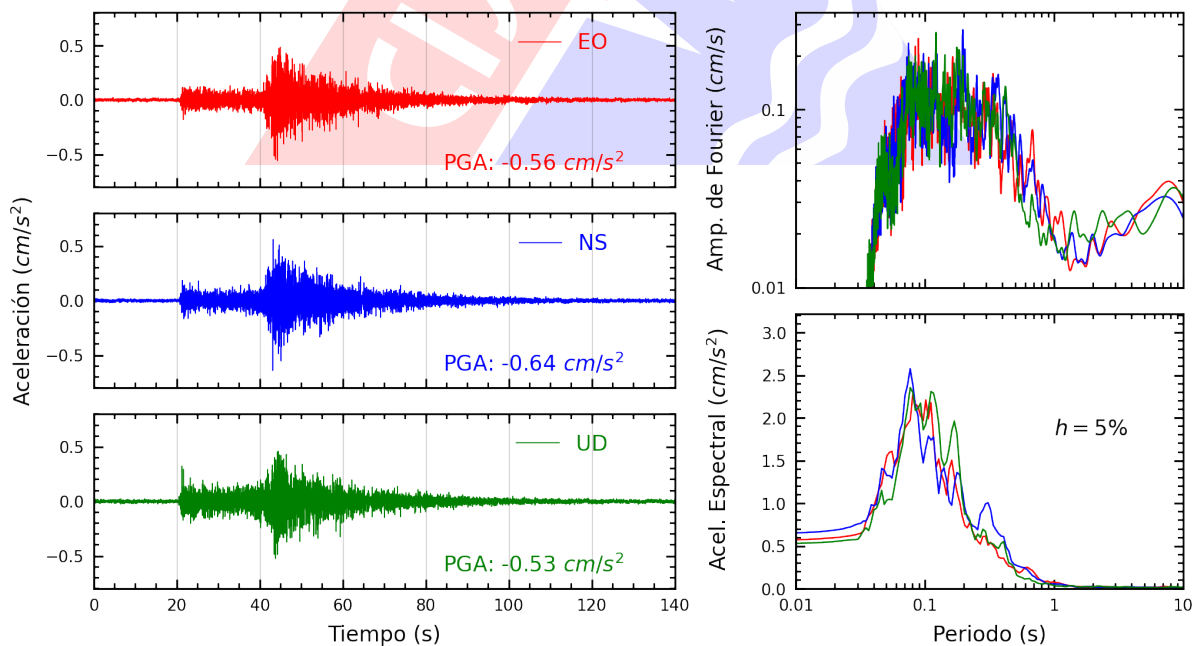 Aceleración (cm/s²)
0.5
0.0
−0.5
EO
PGA: -0.56 cm/s²
0.5
0.0
−0.5
NS
PGA: -0.64 cm/s²
0.5
0.0
−0.5
UD
PGA: -0.53 cm/s²
0 20 40 60 80 100 120 140
Tiempo (s)
Amp. de Fourier (cm/s)
0.1
0.01
Acel. Espectral (cm/s²)
3.0
2.5
2.0
1.5
1.0
0.5
0.0
h = 5%
0.01 0.1 1 10
Periodo (s)